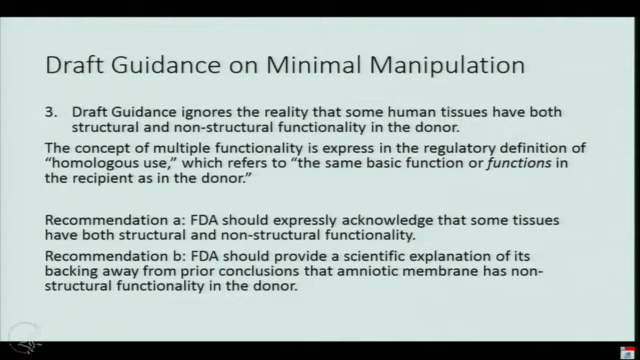 Draft Guidance on Minimal Manipulation
3. Draft Guidance ignores the reality that some human tissues have both
structural and non-structural functionality in the donor.
The concept of multiple functionality is express in the regulatory definition of
“homologous use,” which refers to “the same basic function or functions in
the recipient as in the donor.”
Recommendation a: FDA should expressly acknowledge that some tissues
have both structural and non-structural functionality.
Recommendation b: FDA should provide a scientific explanation of its
backing away from prior conclusions that amniotic membrane has non-
structural functionality in the donor.